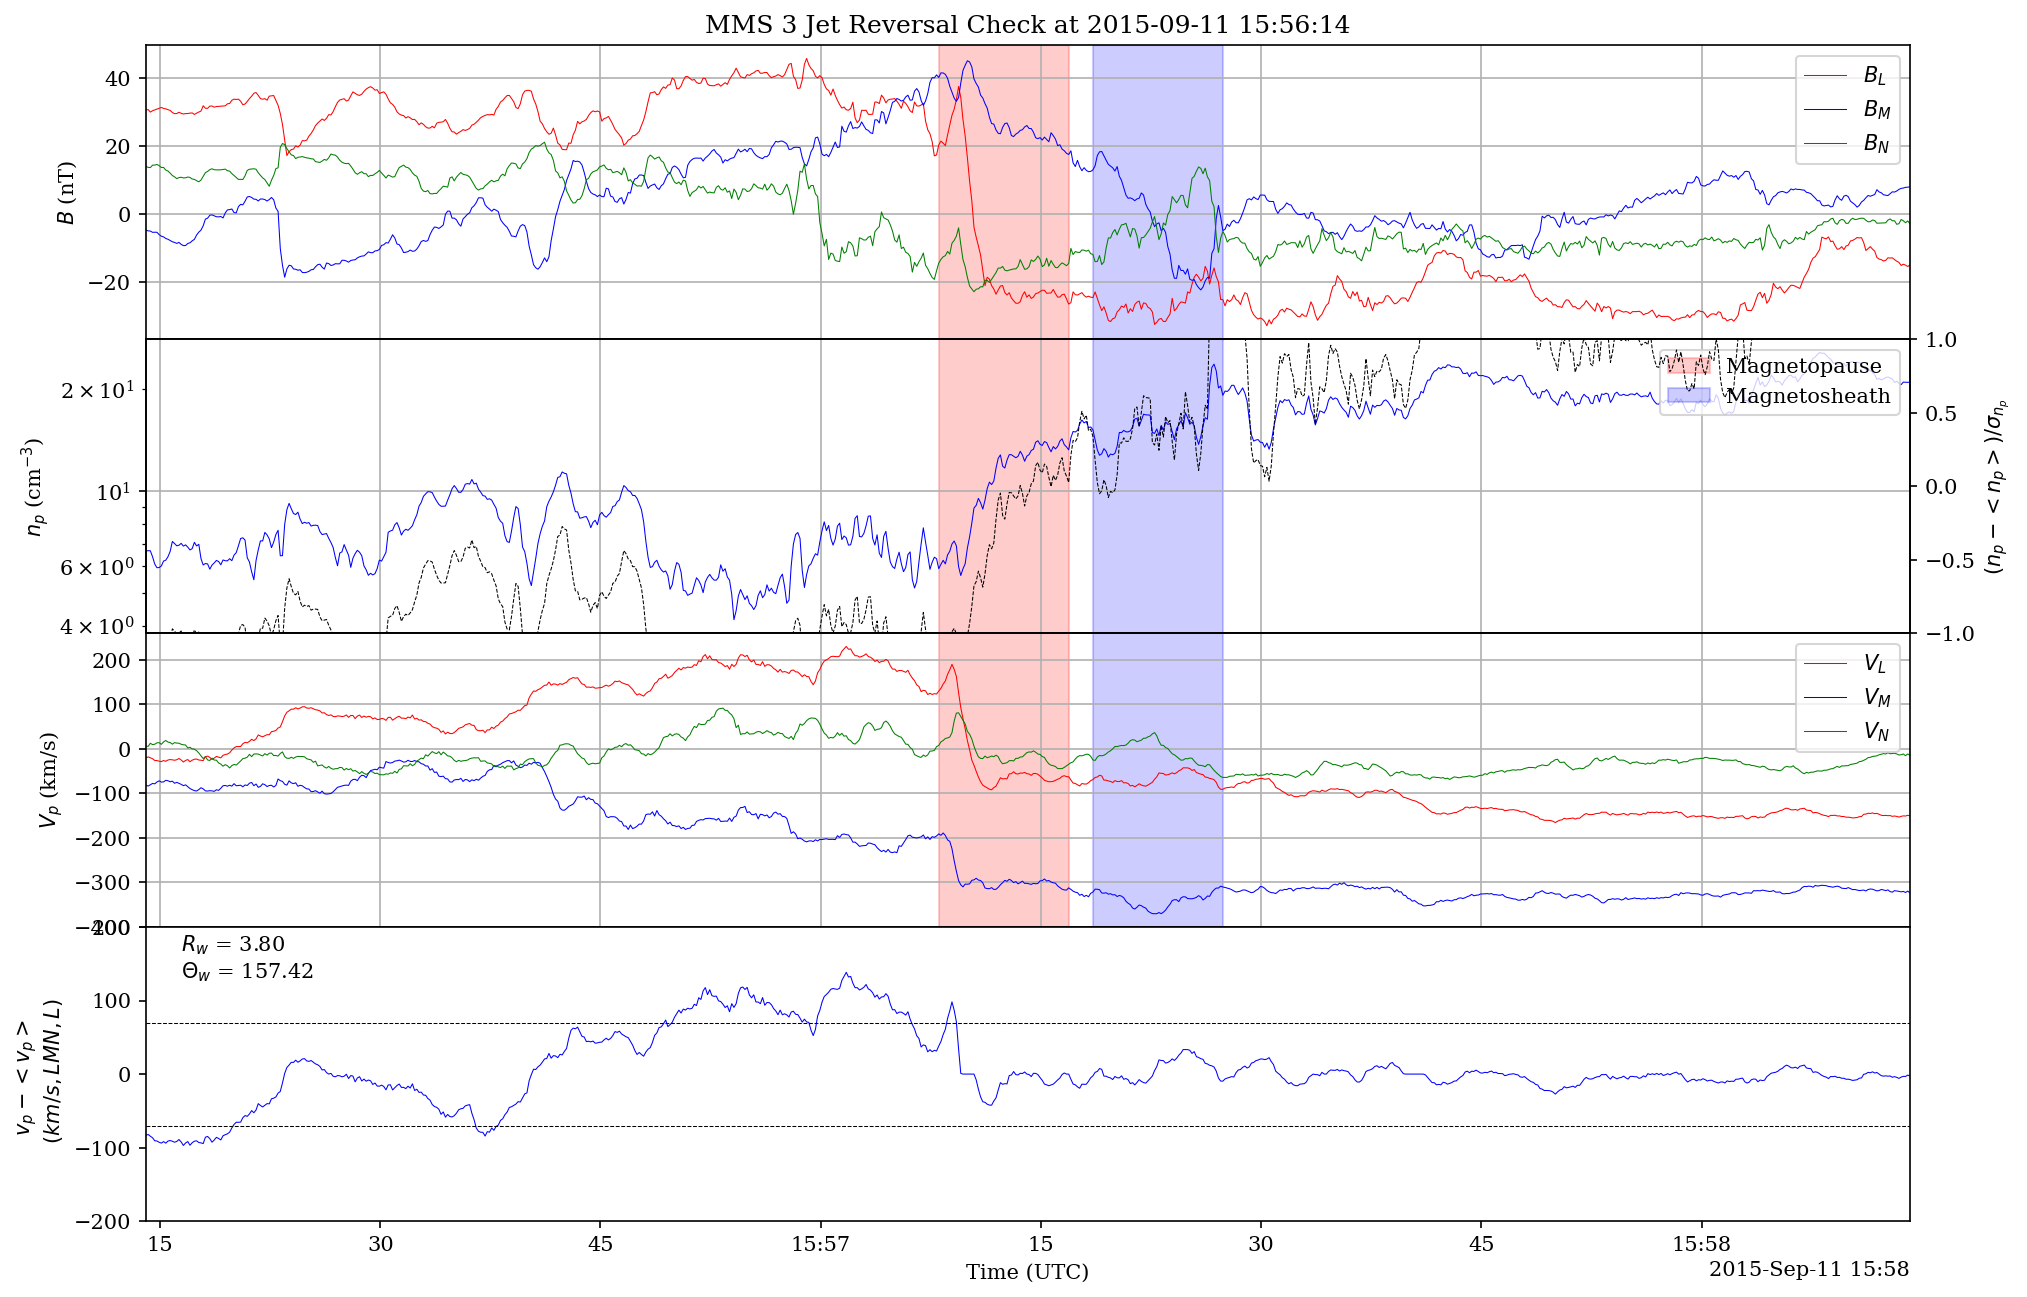 MMS 3 Jet Reversal Check at 2015-09-11 15:56:14
40
20
0
−20
B (nT)
B_L
B_M
B_N
2 × 10^1
10^1
6 × 10^0
4 × 10^0
n_p (cm^−3)
Magnetopause
Magnetosheath
1.0
0.5
0.0
−0.5
−1.0
(n_p − < n_p >)/σ_{n_p}
200
100
0
−100
−200
−300
−400
V_p (km/s)
V_L
V_M
V_N
200
100
0
−100
−200
v_p − < v_p >
(km/s, LMN, L)
R_w = 3.80
Θ_w = 157.42
15
30
45
15:57
15
30
45
15:58
Time (UTC)
2015-Sep-11 15:58